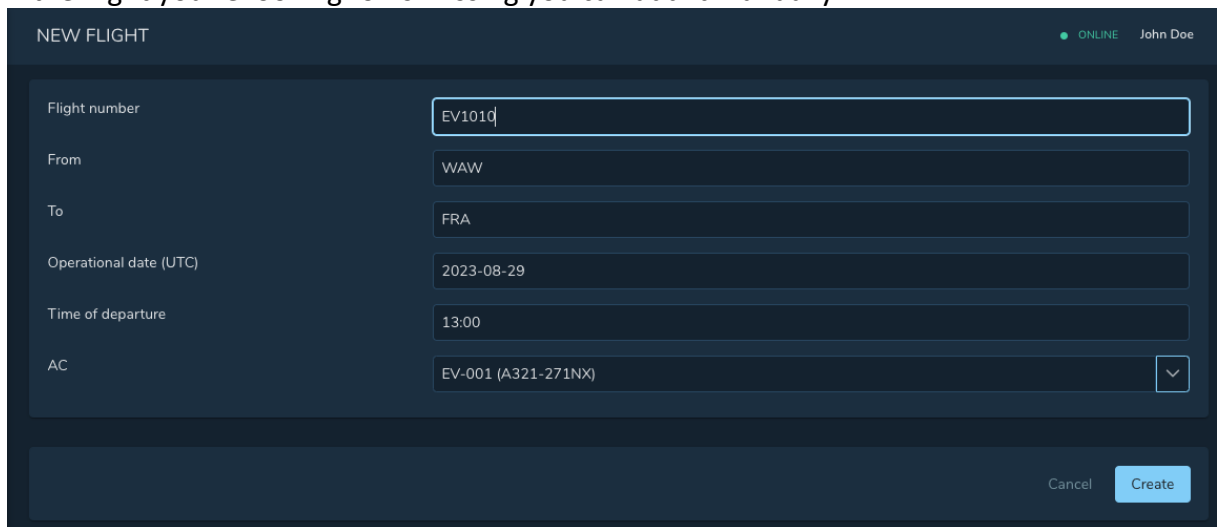 NEW FLIGHT ONLINE John Doe
Flight number EV1010
From WAW
To FRA
Operational date (UTC) 2023-08-29
Time of departure 13:00
AC EV-001 (A321-271NX)
Cancel Create